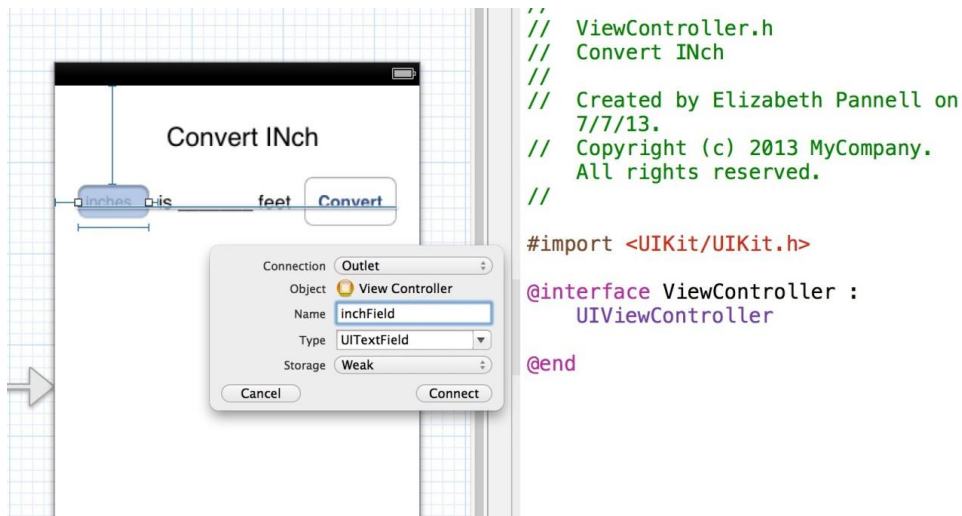 Convert INch
inches is ________ feet Convert
Connection Outlet
Object View Controller
Name inchField
Type UITextField
Storage Weak
Cancel Connect
//
//  ViewController.h
//  Convert INch
//
//  Created by Elizabeth Pannell on
7/7/13.
//  Copyright (c) 2013 MyCompany.
All rights reserved.
//
#import <UIKit/UIKit.h>
@interface ViewController :
UIViewController
@end